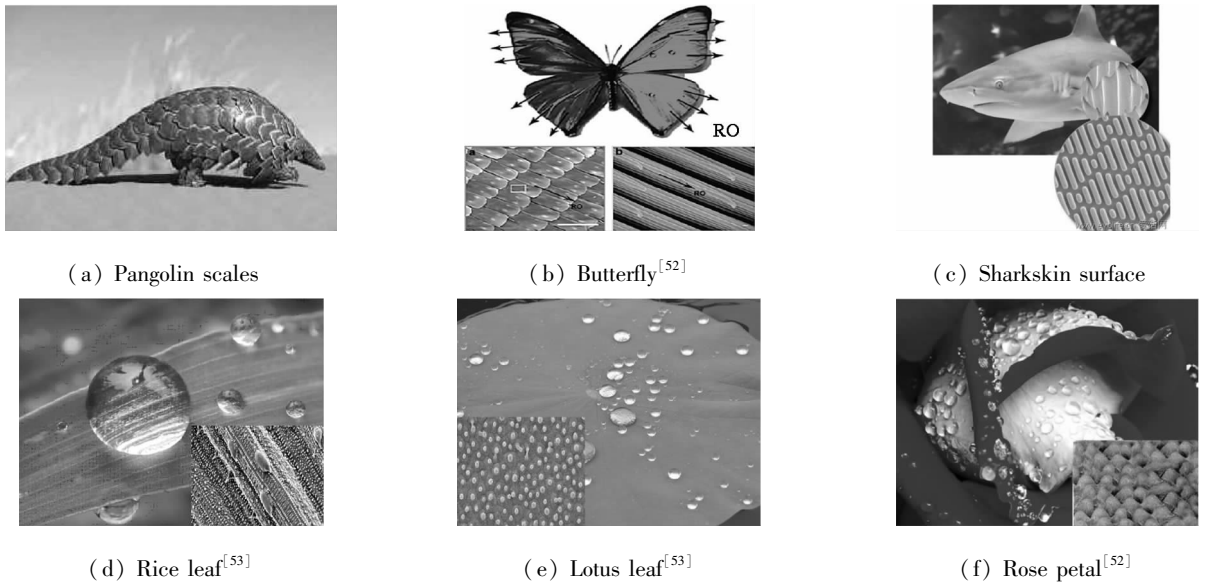 RO
a
b
RO
RO
(a) Pangolin scales
(b) Butterfly[52]
(c) Sharkskin surface
(d) Rice leaf[53]
(e) Lotus leaf[53]
(f) Rose petal[52]